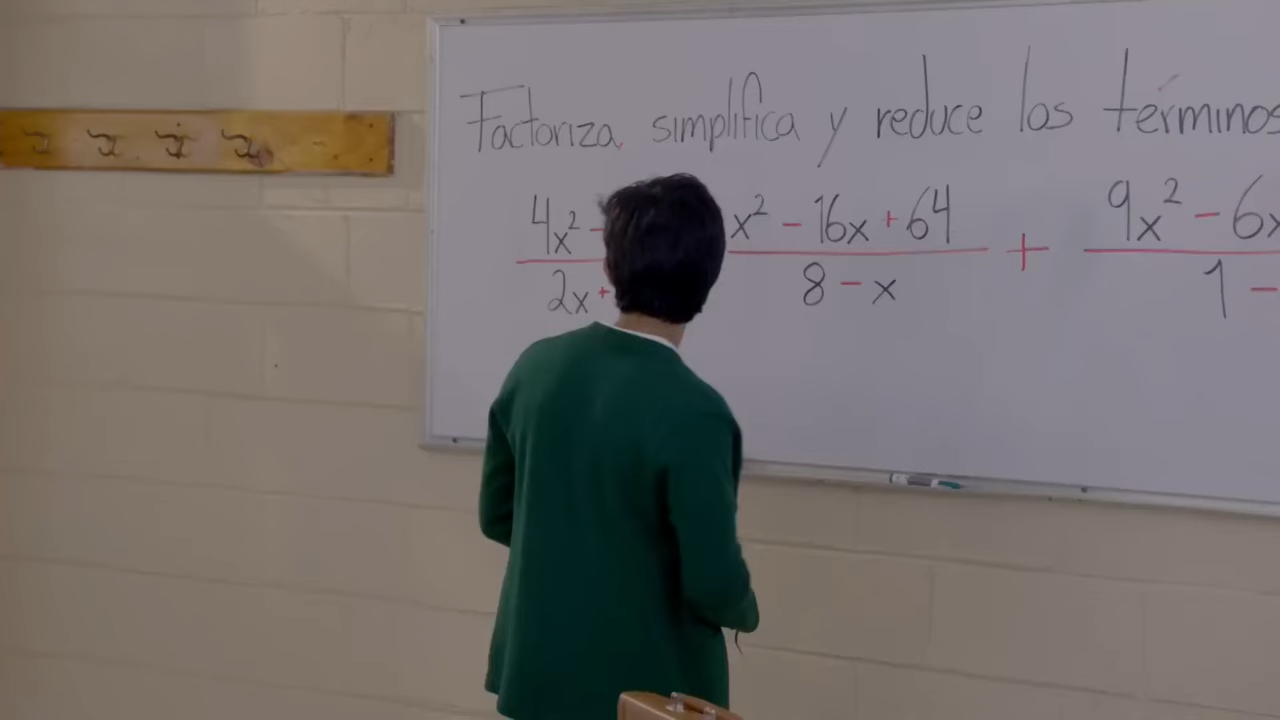 Factoriza, simplifica y reduce los términos
4x² - x² - 16x + 64 + 9x² - 6x
2x + 8 - x 1 -